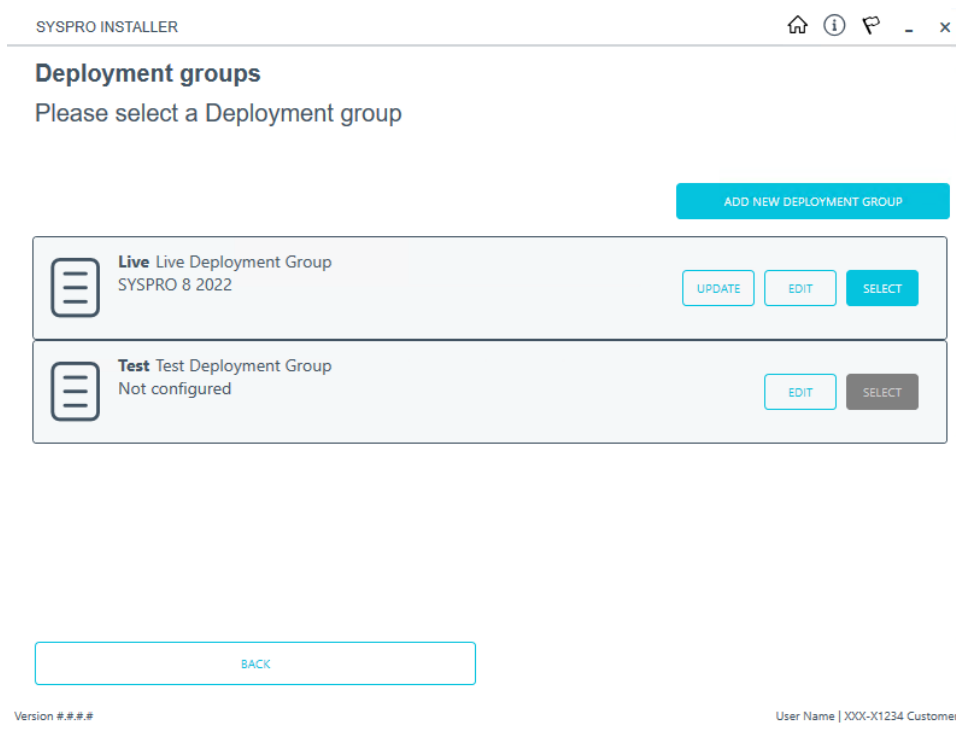 SYSPRO INSTALLER
Deployment groups
Please select a Deployment group
ADD NEW DEPLOYMENT GROUP
Live Live Deployment Group
SYSPRO 8 2022
UPDATE EDIT SELECT
Test Test Deployment Group
Not configured
EDIT SELECT
BACK
Version #.#.#.# User Name | XXX-X1234 Customer